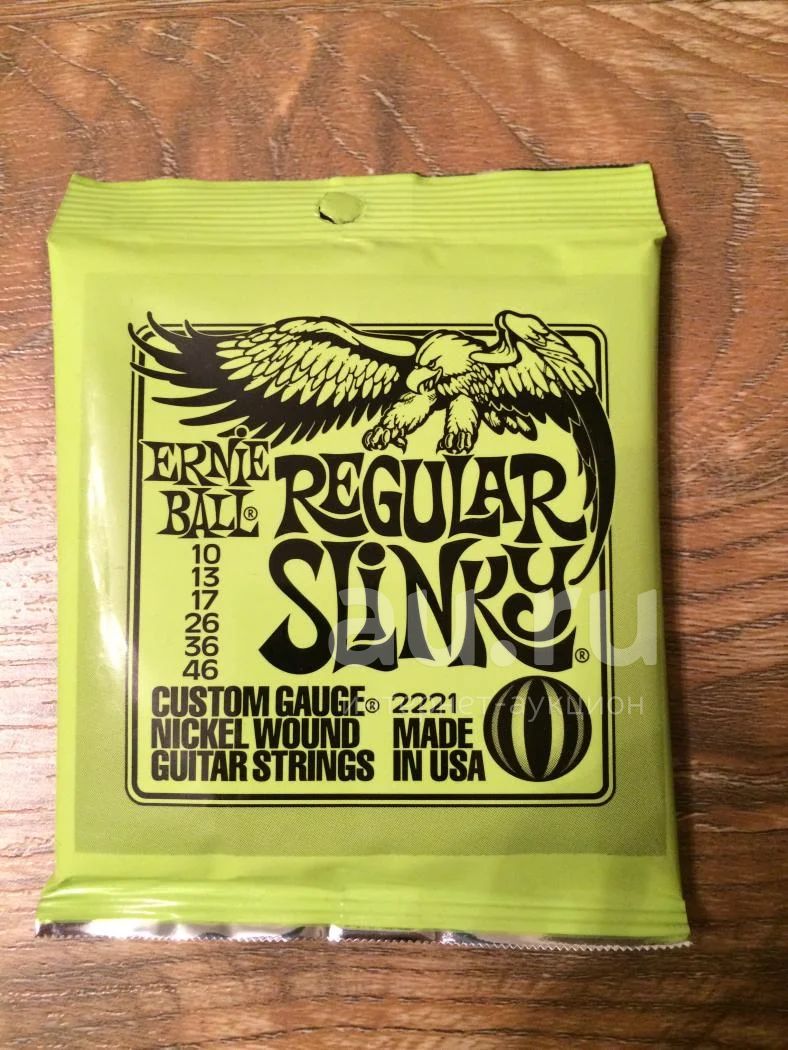 ERNIE
BALL®
REGULAR
SLINKY®
10
13
17
26
36
46
CUSTOM GAUGE® 2221
NICKEL WOUND MADE
GUITAR STRINGS IN USA
au.ru
интернет-аукцион